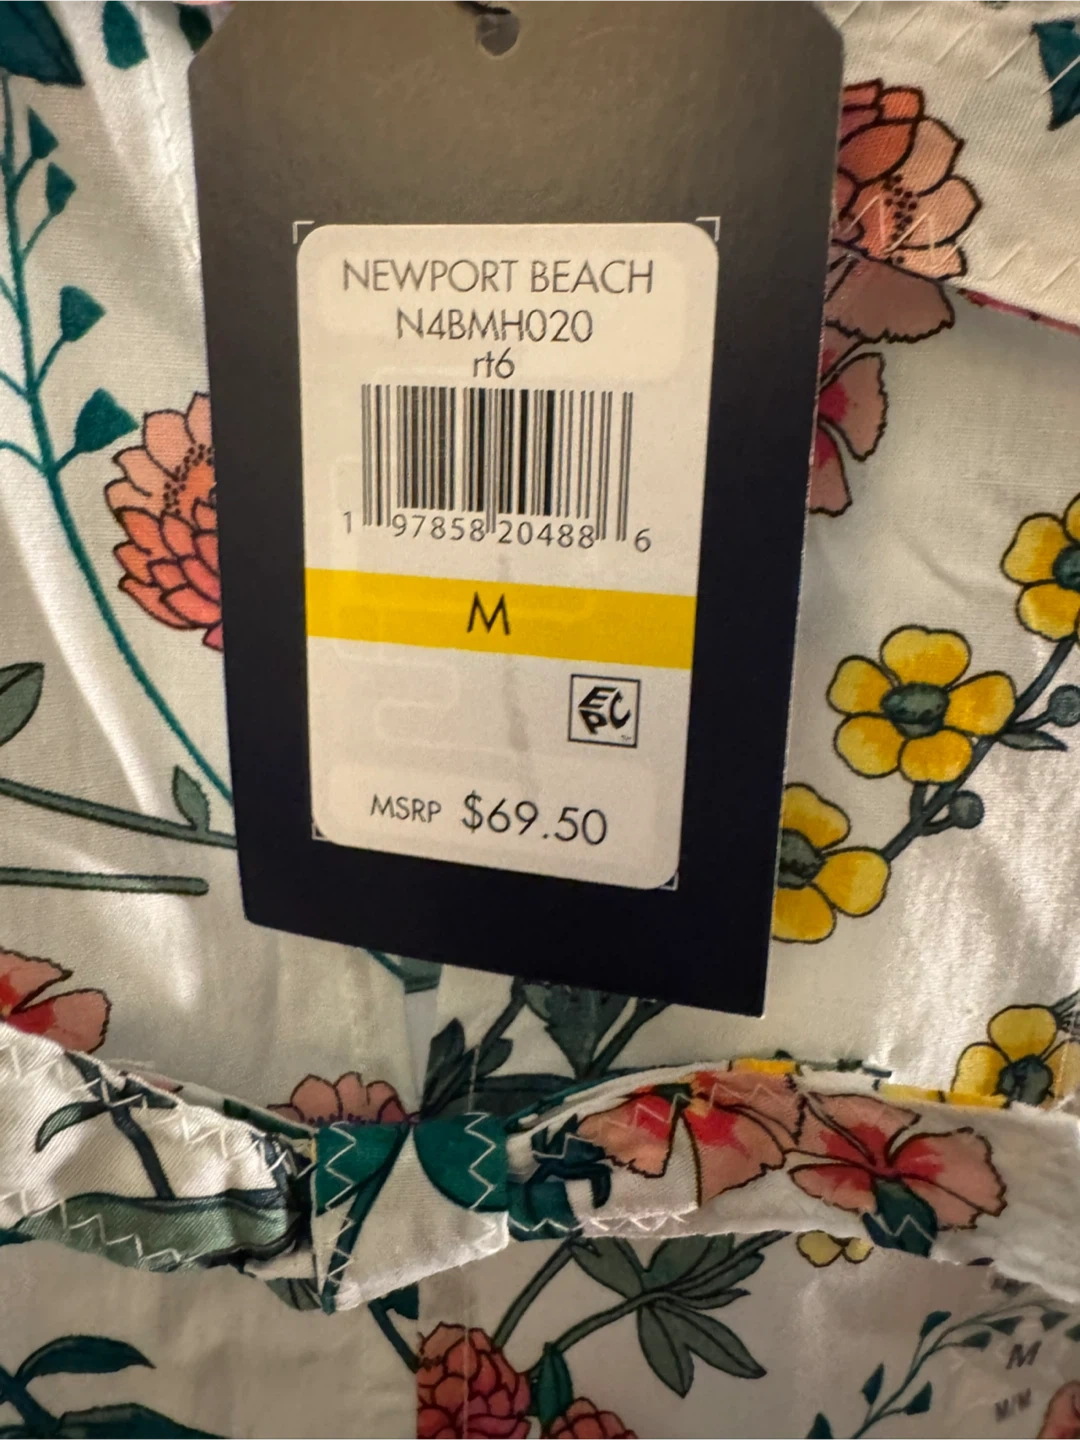 NEWPORT BEACH
N4BMH020
rt6
1 97858 20488 6
M
EPC
MSRP $69.50
M
M/M